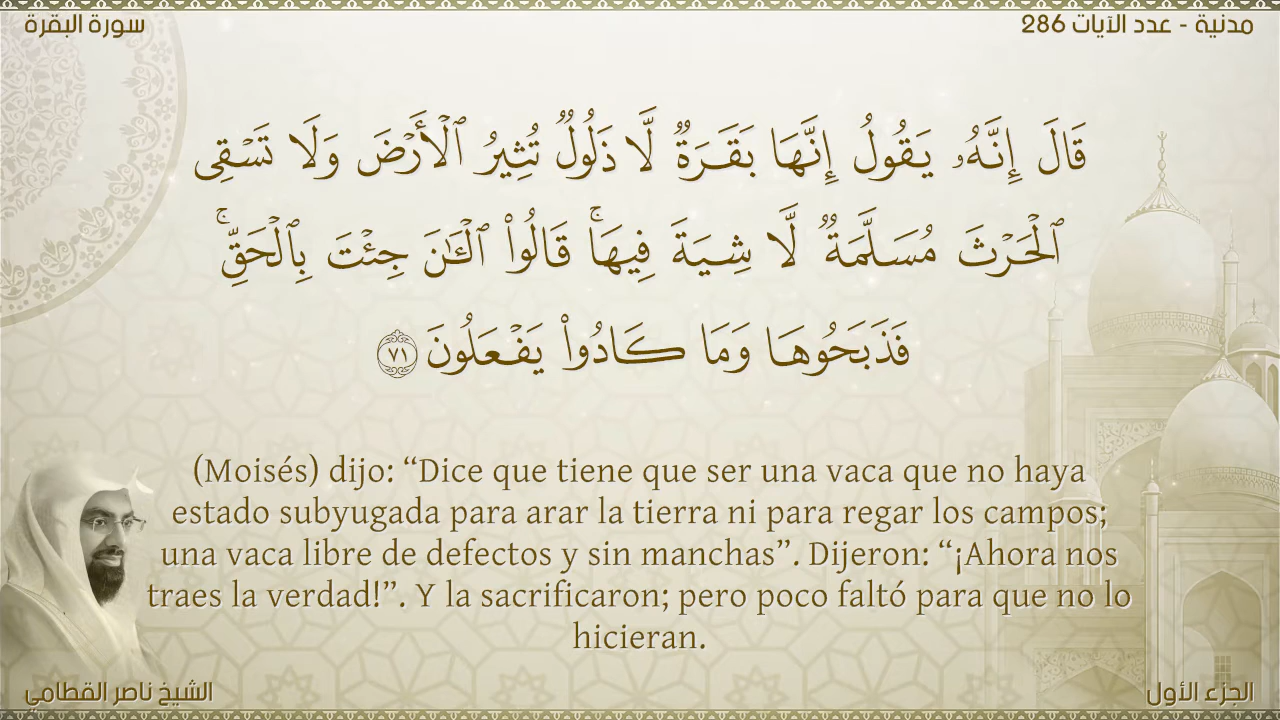 مدنية - عدد الآيات 286
سورة البقرة
قَالَ إِنَّهُۥ يَقُولُ إِنَّهَا بَقَرَةٌ لَّا ذَلُولٌ تُثِيرُ ٱلْأَرْضَ وَلَا تَسْقِى
ٱلْحَرْثَ مُسَلَّمَةٌ لَّا شِيَةَ فِيهَا ۚ قَالُوا۟ ٱلْـَٰٔنَ جِئْتَ بِٱلْحَقِّ ۚ
فَذَبَحُوهَا وَمَا كَادُوا۟ يَفْعَلُونَ ٧١
(Moisés) dijo: “Dice que tiene que ser una vaca que no haya
estado subyugada para arar la tierra ni para regar los campos;
una vaca libre de defectos y sin manchas”. Dijeron: “¡Ahora nos
traes la verdad!”. Y la sacrificaron; pero poco faltó para que no lo
hicieran.
الجزء الأول
الشيخ ناصر القطامي